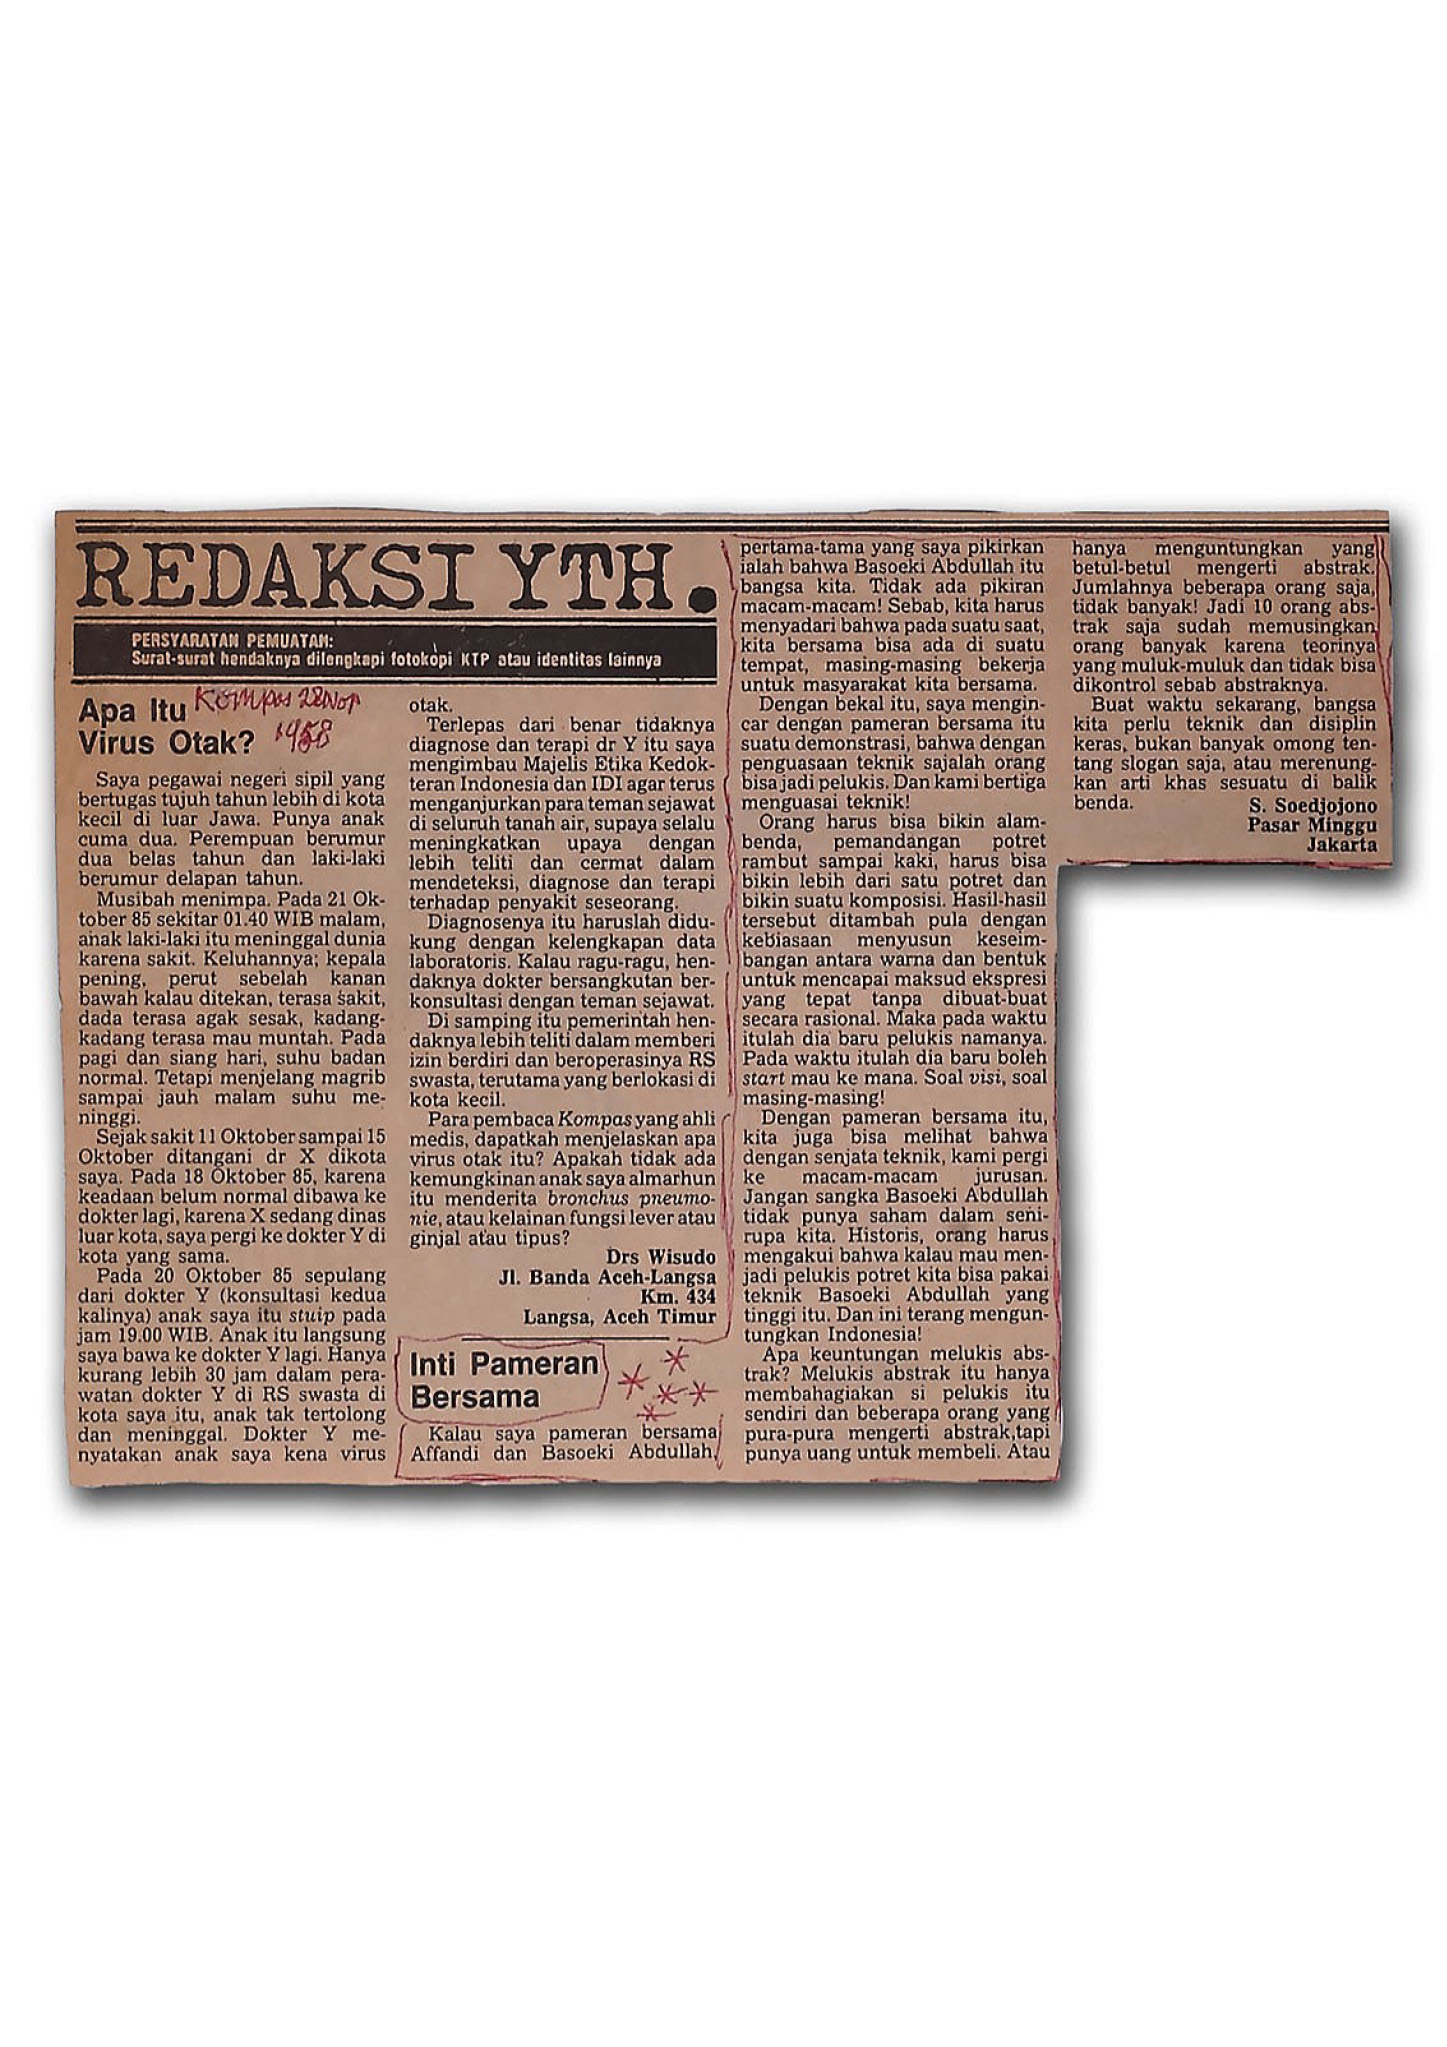 REDAKSI YTH.
PERSYARATAN PEMUATAN:
Surat-surat hendaknya dilengkapi fotokopi KTP atau identitas lainnya
Kompas 28 Nop
Apa Itu
Virus Otak?
Saya pegawai negeri sipil yang
bertugas tujuh tahun lebih di kota
kecil di luar Jawa. Punya anak
cuma dua. Perempuan berumur
dua belas tahun dan laki-laki
berumur delapan tahun.
Musibah menimpa. Pada 21 Ok-
tober 85 sekitar 01.40 WIB malam,
anak laki-laki itu meninggal dunia
karena sakit. Keluhannya; kepala
pening, perut sebelah kanan
bawah kalau ditekan, terasa sakit,
dada terasa agak sesak, kadang-
kadang terasa mau muntah. Pada
pagi dan siang hari, suhu badan
normal. Tetapi menjelang magrib
sampai jauh malam suhu me-
ninggi.
Sejak sakit 11 Oktober sampai 15
Oktober ditangani dr X dikota
saya. Pada 18 Oktober 85, karena
keadaan belum normal dibawa ke
dokter lagi, karena X sedang dinas
luar kota, saya pergi ke dokter Y di
kota yang sama.
Pada 20 Oktober 85 sepulang
dari dokter Y (konsultasi kedua
kalinya) anak saya itu stuip pada
jam 19.00 WIB. Anak itu langsung
saya bawa ke dokter Y lagi. Hanya
kurang lebih 30 jam dalam pera-
watan dokter Y di RS swasta di
kota saya itu, anak tak tertolong
dan meninggal. Dokter Y me-
nyatakan anak saya kena virus
otak.
Terlepas dari benar tidaknya
diagnose dan terapi dr Y itu saya
mengimbau Majelis Etika Kedok-
teran Indonesia dan IDI agar terus
menganjurkan para teman sejawat
di seluruh tanah air, supaya selalu
meningkatkan upaya dengan
lebih teliti dan cermat dalam
mendeteksi, diagnose dan terapi
terhadap penyakit seseorang.
Diagnosenya itu haruslah didu-
kung dengan kelengkapan data
laboratoris. Kalau ragu-ragu, hen-
daknya dokter bersangkutan ber-
konsultasi dengan teman sejawat.
Di samping itu pemerintah hen-
daknya lebih teliti dalam memberi
izin berdiri dan beroperasinya RS
swasta, terutama yang berlokasi di
kota kecil.
Para pembaca Kompas yang ahli
medis, dapatkah menjelaskan apa
virus otak itu? Apakah tidak ada
kemungkinan anak saya almarhun
itu menderita bronchus pneumo-
nie, atau kelainan fungsi lever atau
ginjal atau tipus?
Drs Wisudo
Jl. Banda Aceh-Langsa
Km. 434
Langsa, Aceh Timur
Inti Pameran
Bersama
Kalau saya pameran bersama
Affandi dan Basoeki Abdullah,
pertama-tama yang saya pikirkan
ialah bahwa Basoeki Abdullah itu
bangsa kita. Tidak ada pikiran
macam-macam! Sebab, kita harus
menyadari bahwa pada suatu saat,
kita bersama bisa ada di suatu
tempat, masing-masing bekerja
untuk masyarakat kita bersama.
Dengan bekal itu, saya mengin-
car dengan pameran bersama itu
suatu demonstrasi, bahwa dengan
penguasaan teknik sajalah orang
bisa jadi pelukis. Dan kami bertiga
menguasai teknik!
Orang harus bisa bikin alam-
benda, pemandangan potret
rambut sampai kaki, harus bisa
bikin lebih dari satu potret dan
bikin suatu komposisi. Hasil-hasil
tersebut ditambah pula dengan
kebiasaan menyusun keseim-
bangan antara warna dan bentuk
untuk mencapai maksud ekspresi
yang tepat tanpa dibuat-buat
secara rasional. Maka pada waktu
itulah dia baru pelukis namanya.
Pada waktu itulah dia baru boleh
start mau ke mana. Soal visi, soal
masing-masing!
Dengan pameran bersama itu,
kita juga bisa melihat bahwa
dengan senjata teknik, kami pergi
ke macam-macam jurusan.
Jangan sangka Basoeki Abdullah
tidak punya saham dalam seni-
rupa kita. Historis, orang harus
mengakui bahwa kalau mau men-
jadi pelukis potret kita bisa pakai
teknik Basoeki Abdullah yang
tinggi itu. Dan ini terang mengun-
tungkan Indonesia!
Apa keuntungan melukis abs-
trak? Melukis abstrak itu hanya
membahagiakan si pelukis itu
sendiri dan beberapa orang yang
pura-pura mengerti abstrak,tapi
punya uang untuk membeli. Atau
hanya menguntungkan yang
betul-betul mengerti abstrak.
Jumlahnya beberapa orang saja,
tidak banyak! Jadi 10 orang abs-
trak saja sudah memusingkan
orang banyak karena teorinya
yang muluk-muluk dan tidak bisa
dikontrol sebab abstraknya.
Buat waktu sekarang, bangsa
kita perlu teknik dan disiplin
keras, bukan banyak omong ten-
tang slogan saja, atau merenung-
kan arti khas sesuatu di balik
benda.
S. Soedjojono
Pasar Minggu
Jakarta